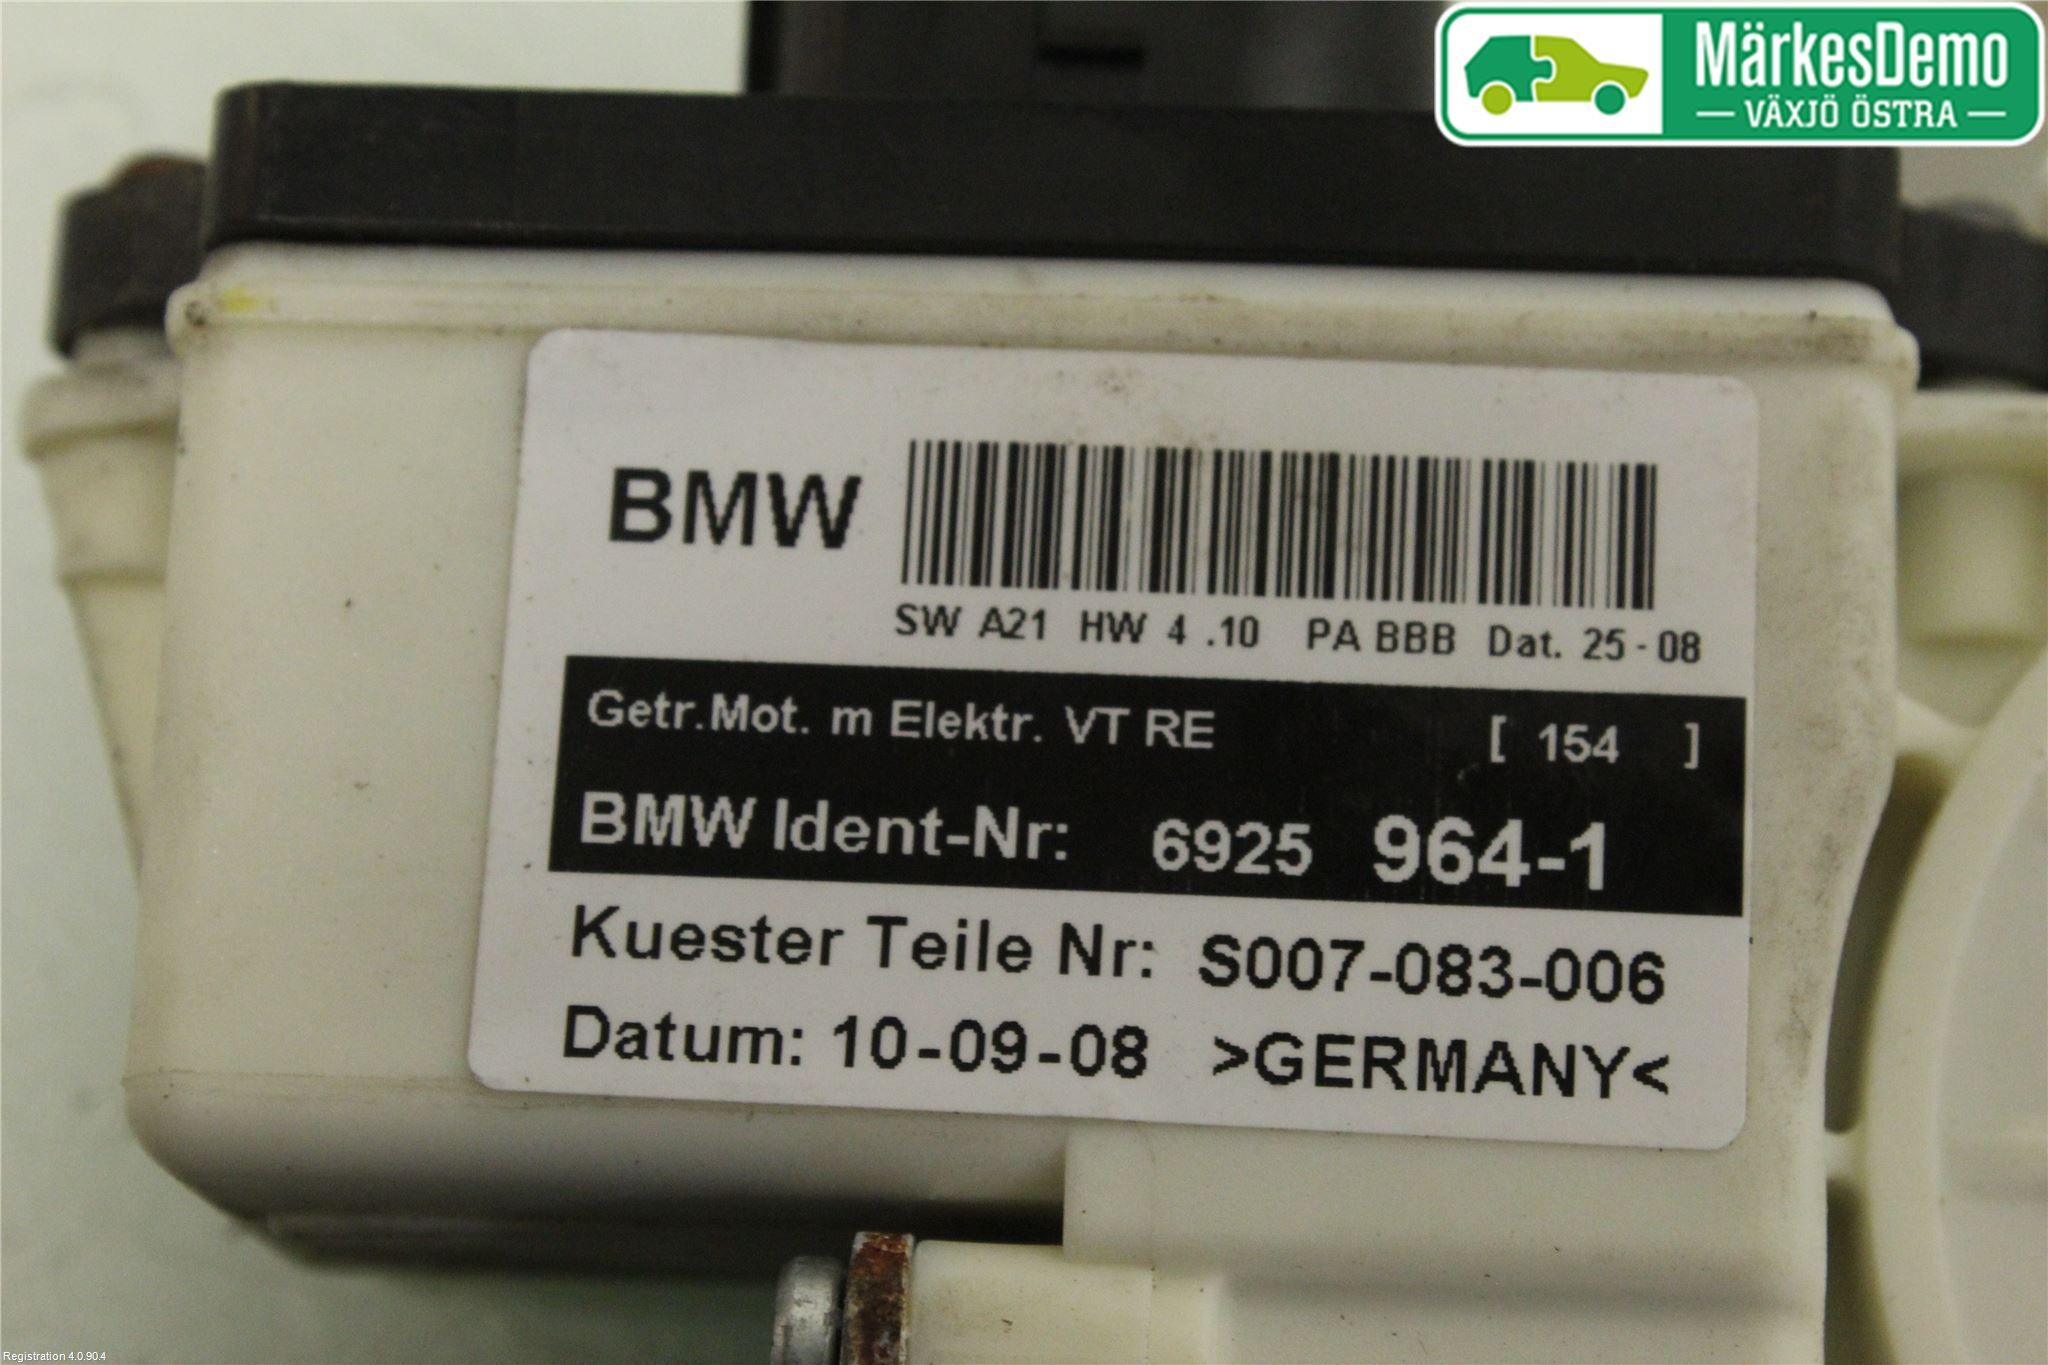 MärkesDemo
VÄXJÖ ÖSTRA
BMW
SW A21 HW 4 .10 PA BBB Dat. 25-08
Getr.Mot. m Elektr. VT RE [ 154 ]
BMW Ident-Nr: 6925 964-1
Kuester Teile Nr: S007-083-006
Datum: 10-09-08 >GERMANY<
Registration 4.0.90.4